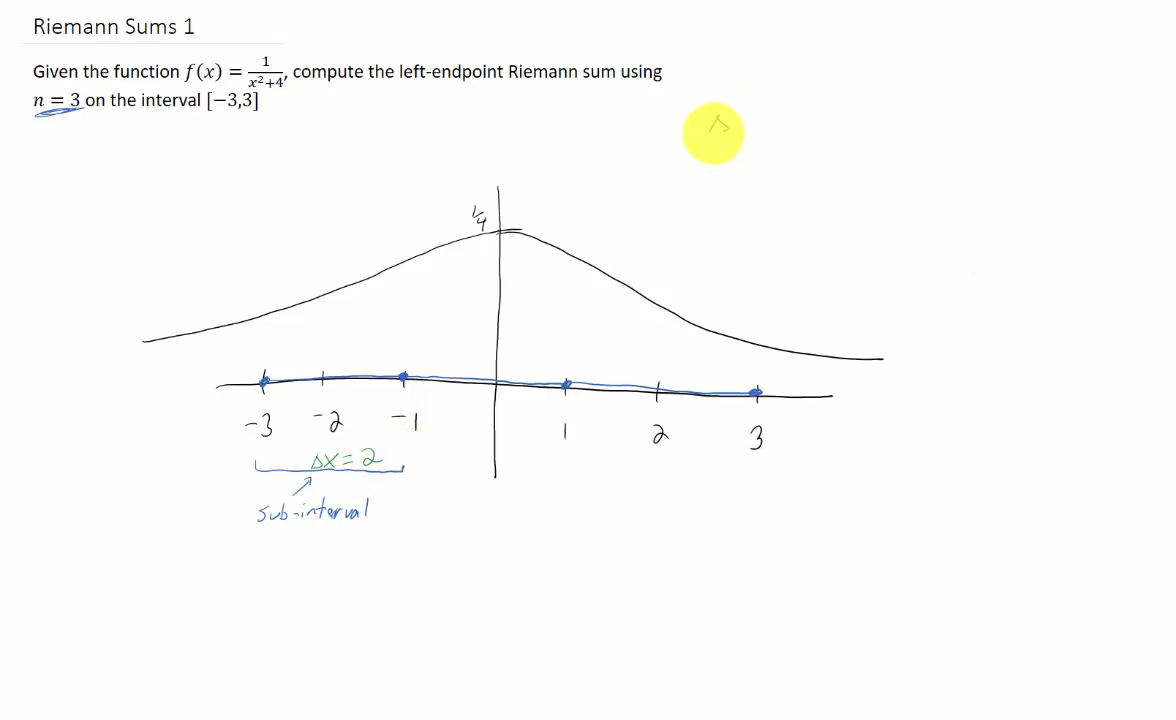 Riemann Sums 1
Given the function f(x) = 1/(x²+4), compute the left-endpoint Riemann sum using
n = 3 on the interval [−3,3]
Δ
1/4
-3 -2 -1 1 2 3
Δx = 2
sub-interval